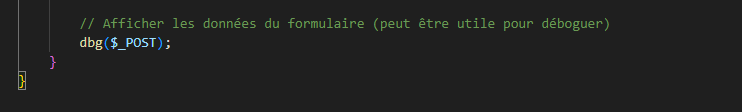 // Afficher les données du formulaire (peut être utile pour déboguer)
dbg($_POST);
}
}